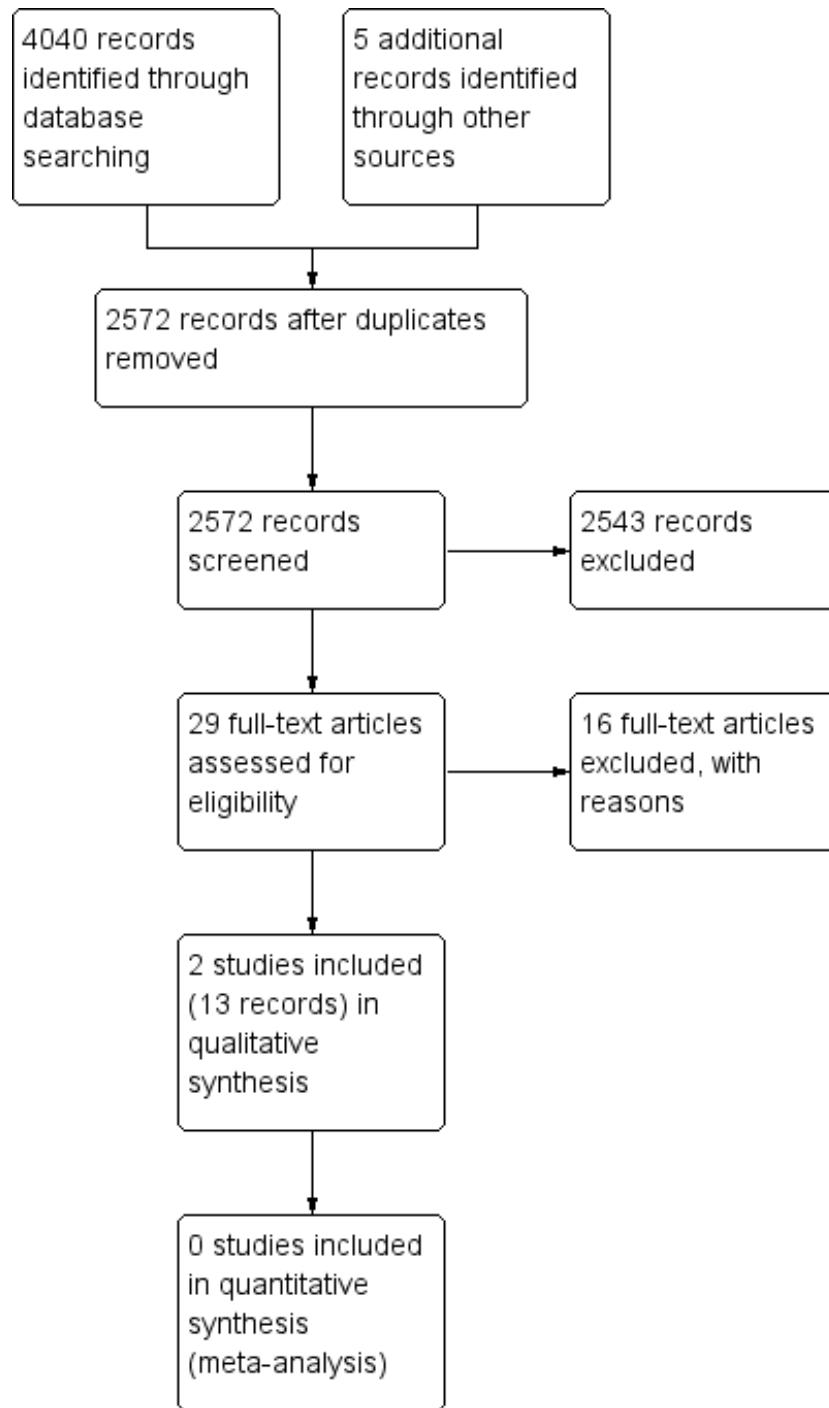 4040 records
identified through
database
searching
5 additional
records identified
through other
sources
2572 records after duplicates
removed
2572 records
screened
2543 records
excluded
29 full-text articles
assessed for
eligibility
16 full-text articles
excluded, with
reasons
2 studies included
(13 records) in
qualitative
synthesis
0 studies included
in quantitative
synthesis
(meta-analysis)